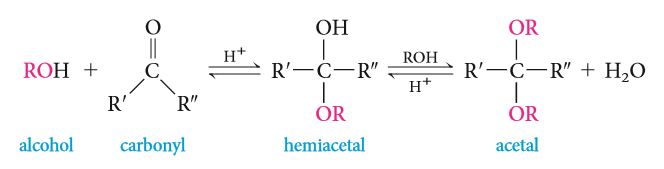 O OH OR
ROH + C H⁺ R′—C—R″ ROH H⁺ R′—C—R″ + H₂O
R′ R″ OR OR
alcohol carbonyl hemiacetal acetal